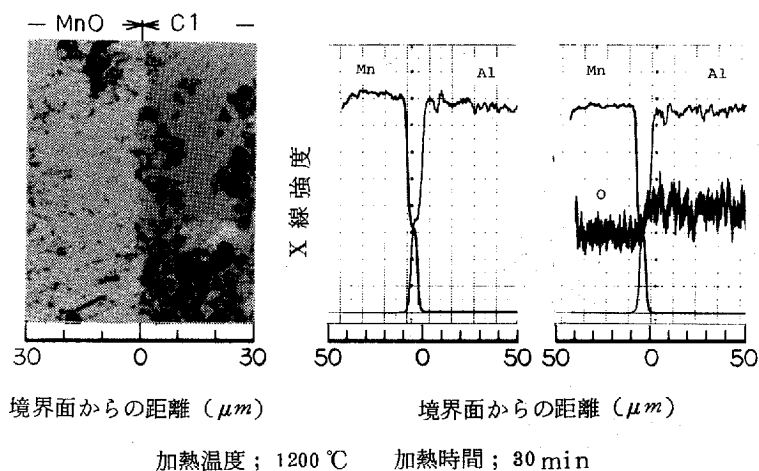 — MnO →|← C1 —
Mn
Al
Mn
Al
O
X線強度
30 0 30
50 0 50
50 0 50
境界面からの距離 (μm)
境界面からの距離 (μm)
加熱温度; 1200℃ 加熱時間; 30min